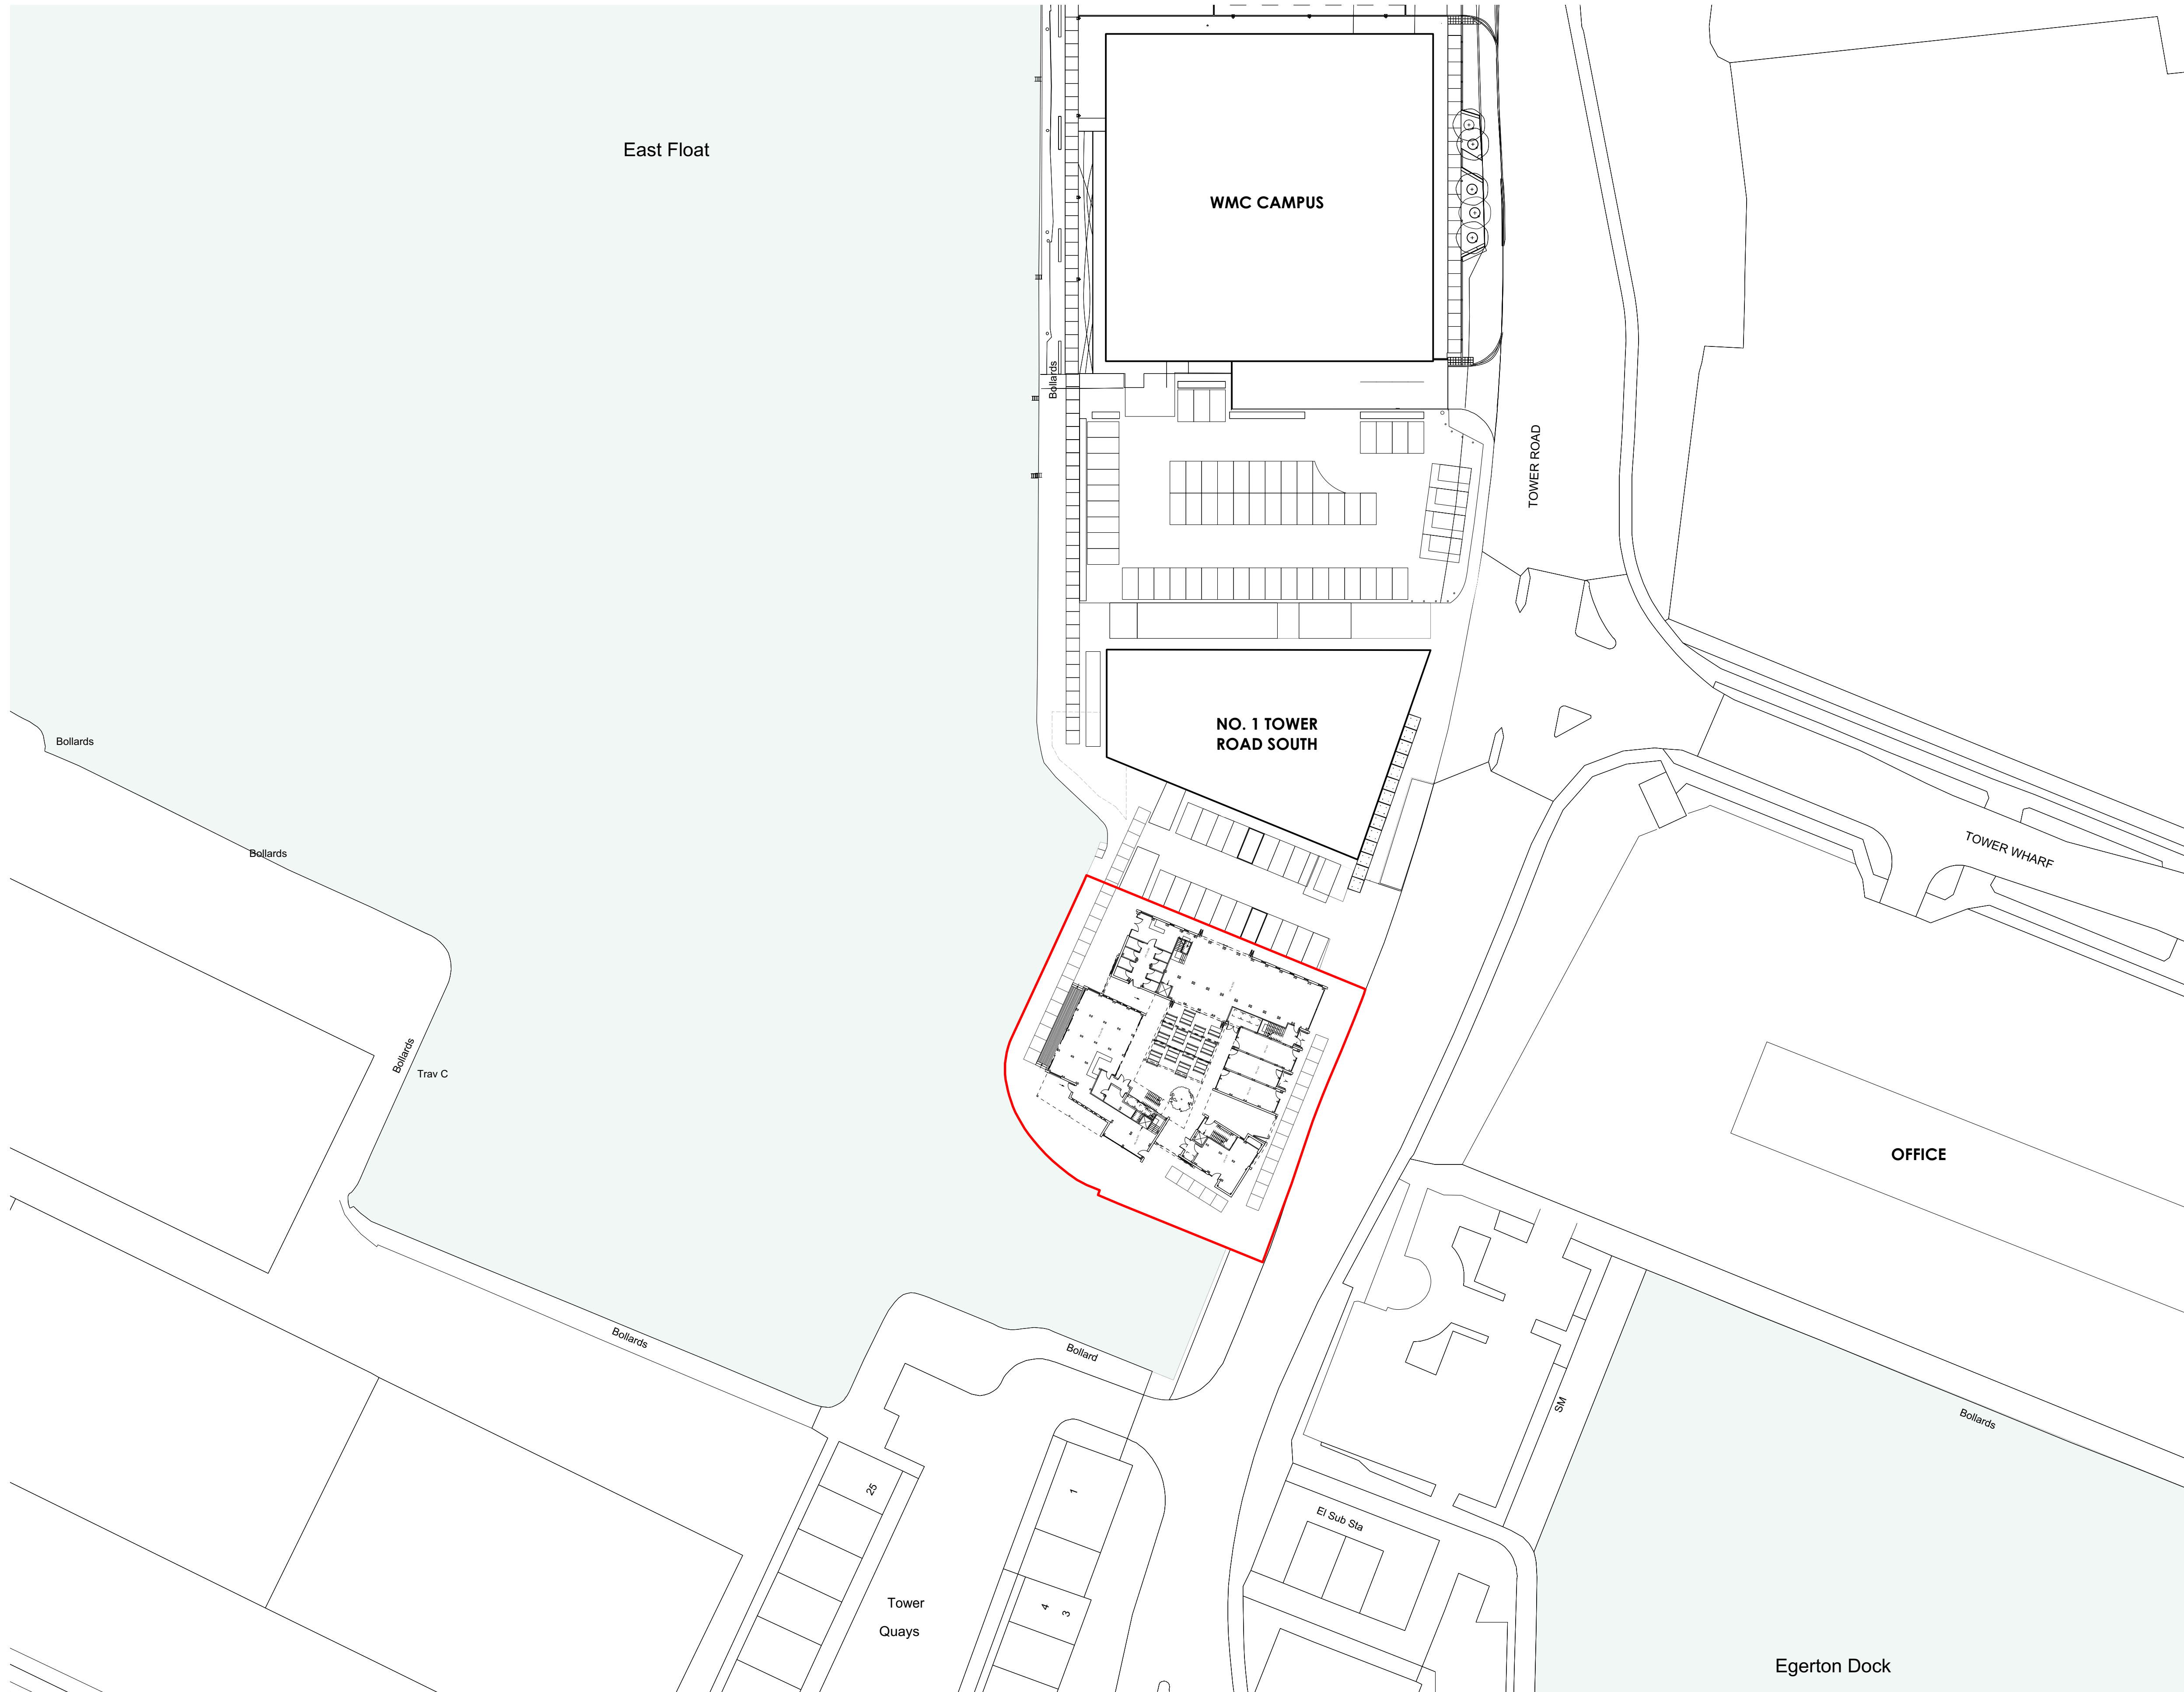 East Float
WMC CAMPUS
Bollards
TOWER ROAD
NO. 1 TOWER
ROAD SOUTH
Bollards
Bollards
TOWER WHARF
Bollards
Trav C
OFFICE
Bollards
Bollard
SM
Bollards
25
1
El Sub Sta
Tower
Quays
4
3
Egerton Dock